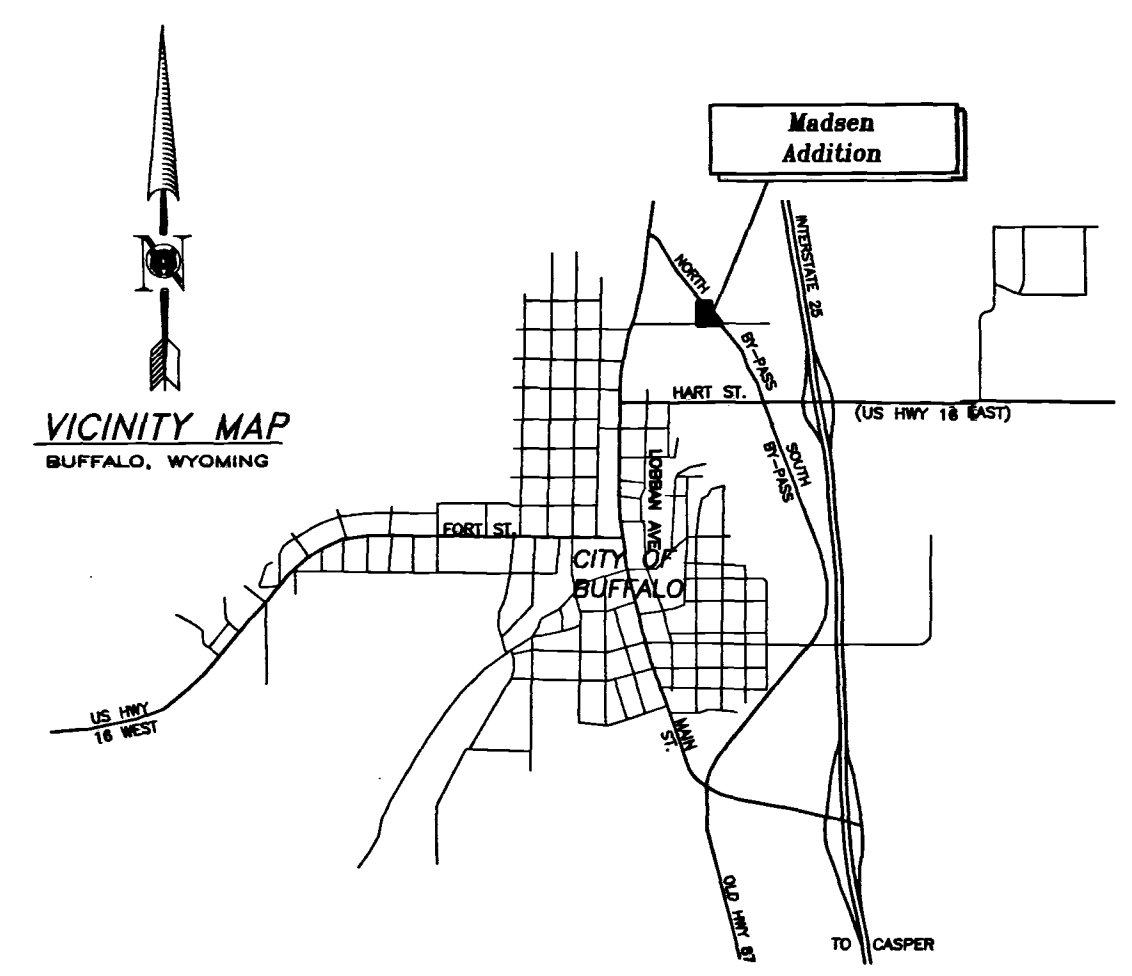 Madsen
Addition
INTERSTATE 25
NORTH
BY-PASS
HART ST.
(US HWY 16 EAST)
VICINITY MAP
BUFFALO, WYOMING
SOUTH
BY-PASS
LOBBAN AVE.
FORT ST.
CITY OF
BUFFALO
US HWY
16 WEST
MAIN
ST.
OLD HWY 87
TO CASPER